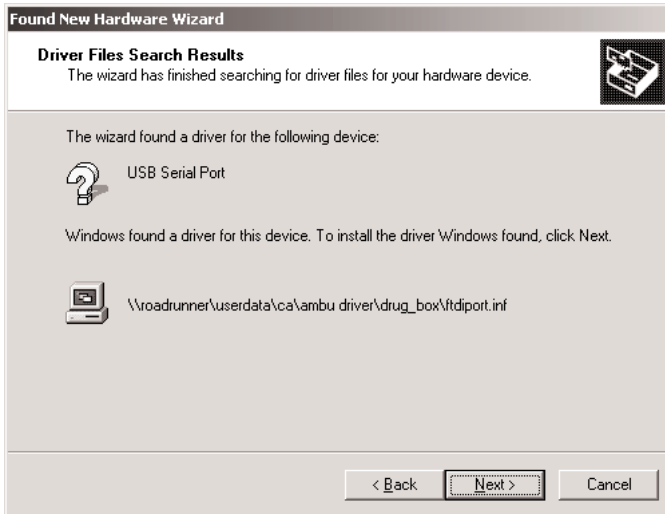 Found New Hardware Wizard
Driver Files Search Results
The wizard has finished searching for driver files for your hardware device.
The wizard found a driver for the following device:
USB Serial Port
Windows found a driver for this device. To install the driver Windows found, click Next.
\\roadrunner\userdata\ca\ambu driver\drug_box\ftdiport.inf
< Back
Next >
Cancel